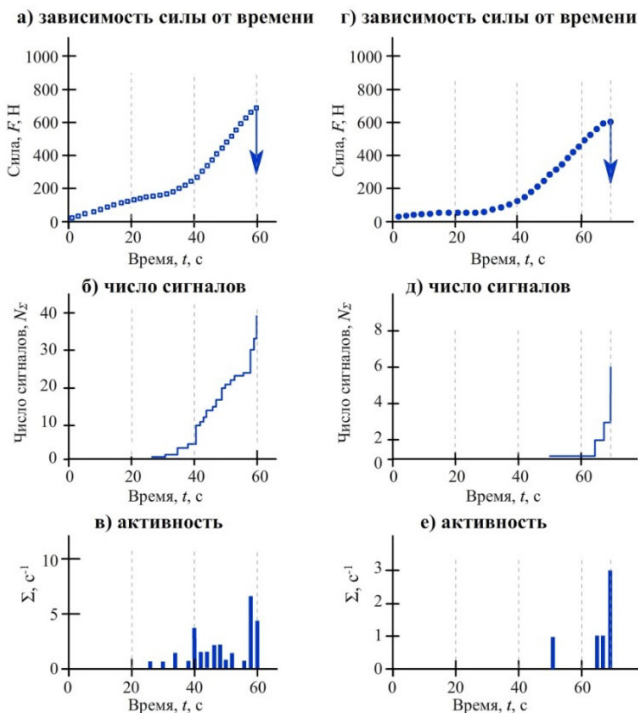 а) зависимость силы от времени
1000
800
600
400
200
0
Сила, F, Н
0
20
40
60
Время, t, с
б) число сигналов
40
30
20
10
0
Число сигналов, NΣ
0
20
40
60
Время, t, с
в) активность
10
5
0
Σ, с-1
0
20
40
60
Время, t, с
г) зависимость силы от времени
1000
800
600
400
200
0
Сила, F, Н
0
20
40
60
Время, t, с
д) число сигналов
8
6
4
2
0
Число сигналов, NΣ
0
20
40
60
Время, t, с
е) активность
3
2
1
0
Σ, с-1
0
20
40
60
Время, t, с